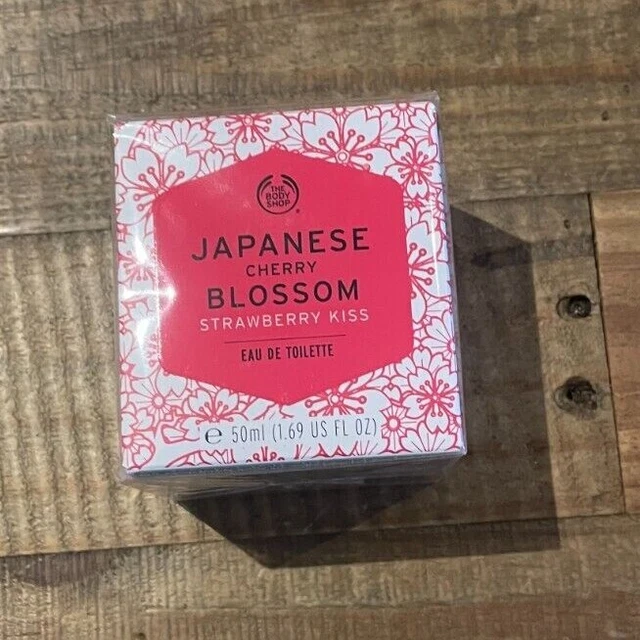 THE
BODY
SHOP
JAPANESE
CHERRY
BLOSSOM
STRAWBERRY KISS
EAU DE TOILETTE
℮ 50ml (1.69 US FL OZ)